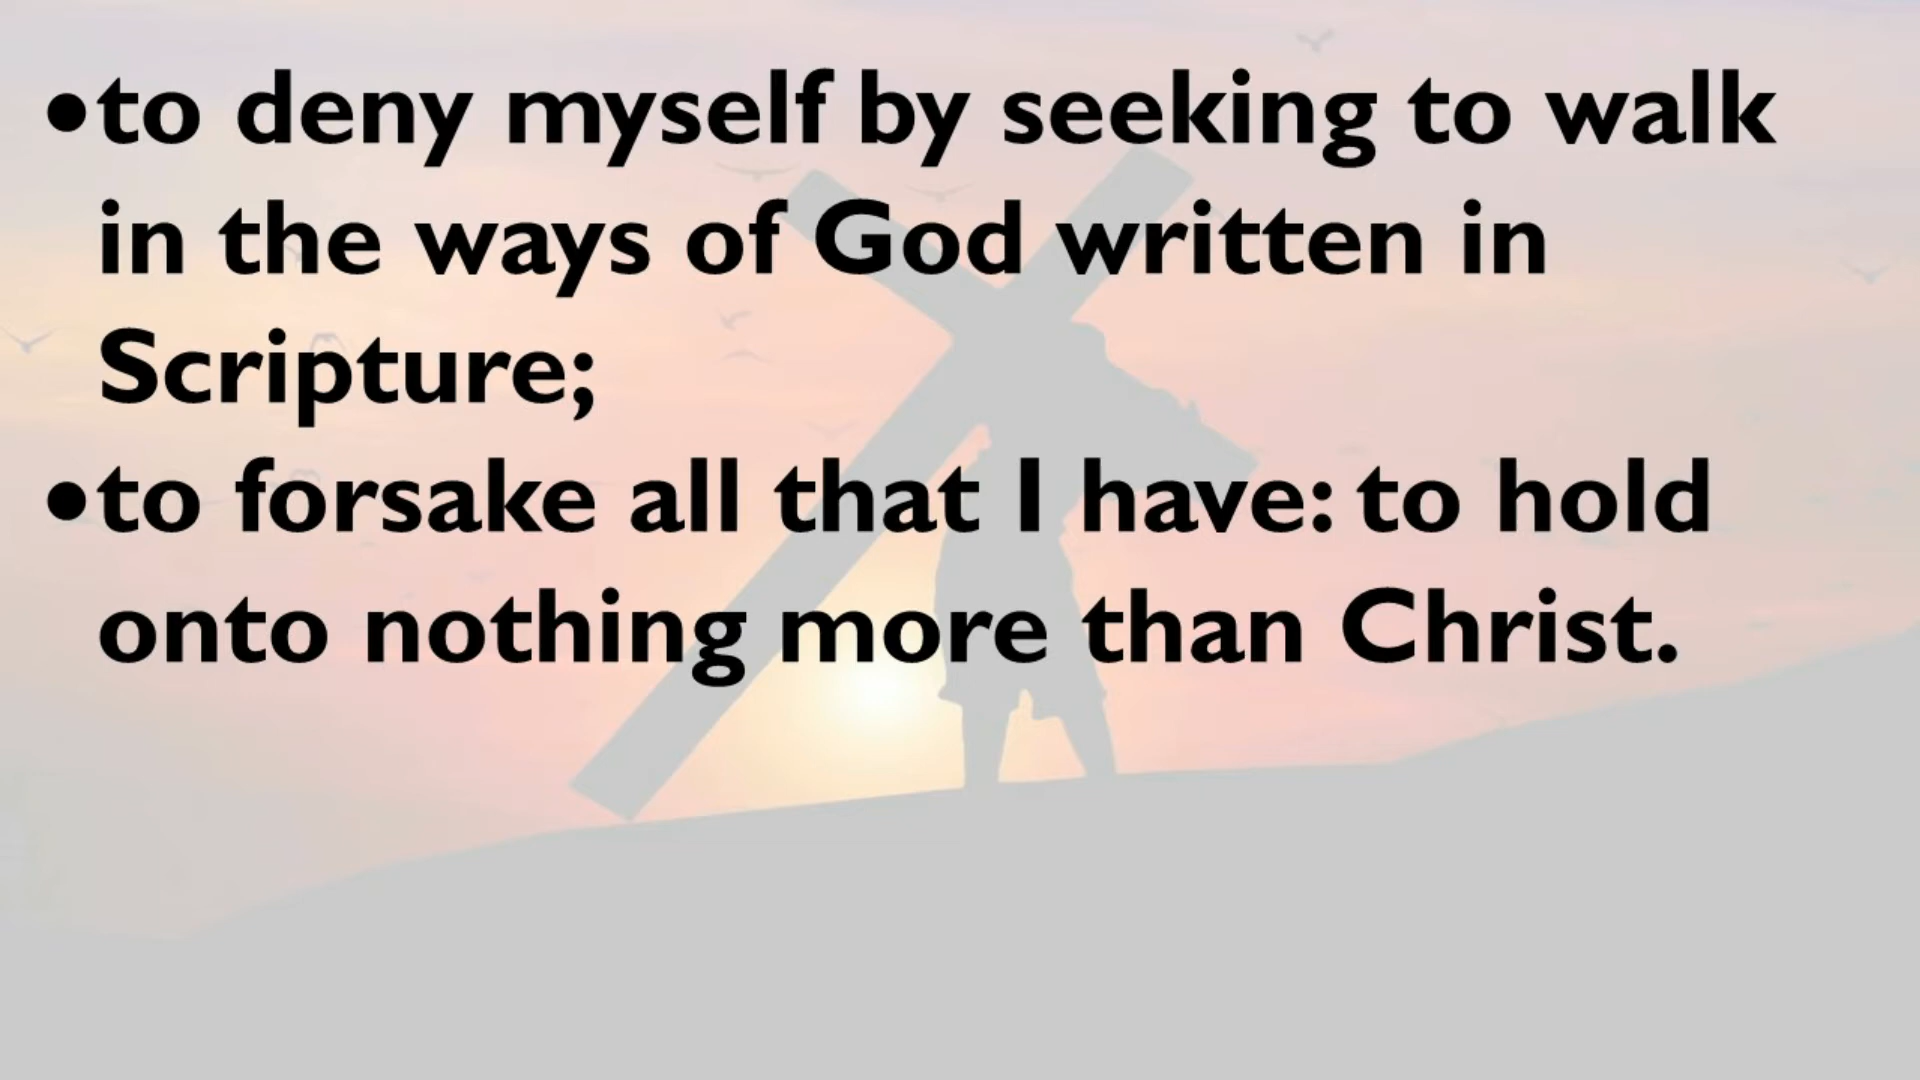 •to deny myself by seeking to walk
in the ways of God written in
Scripture;
•to forsake all that I have: to hold
onto nothing more than Christ.